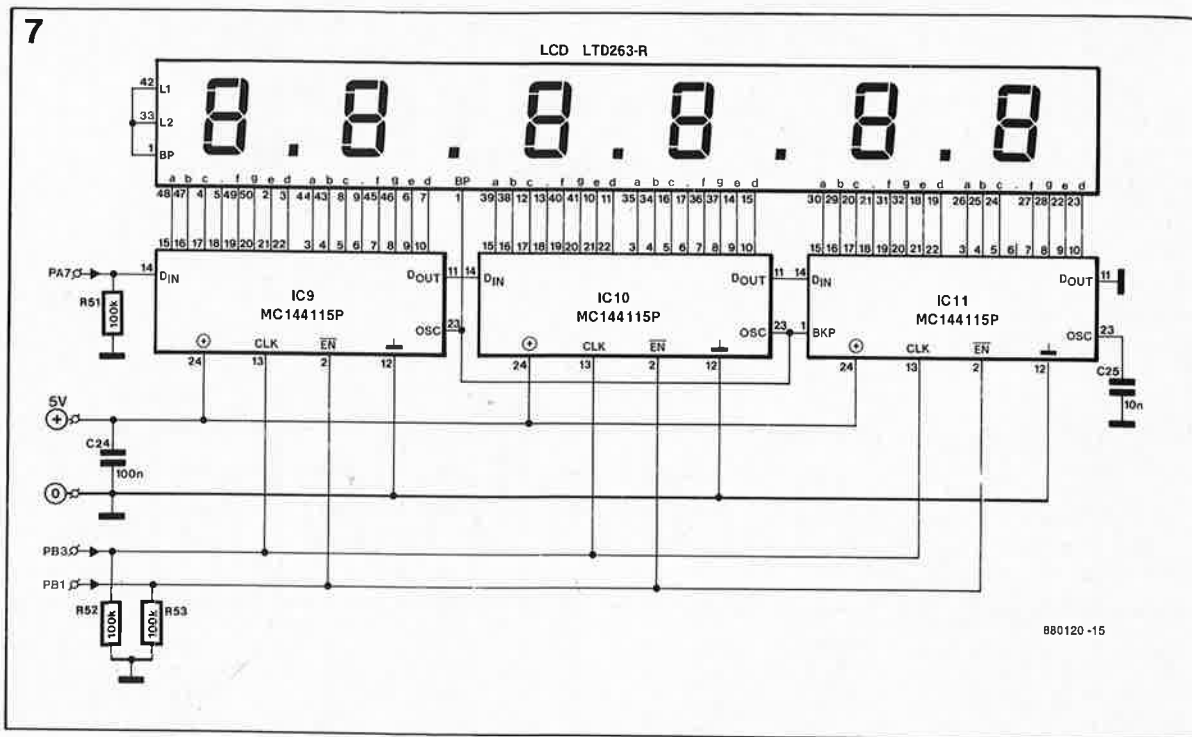 7
LCD LTD263-R
42 L1
33 L2
1 BP
a b c . f g e d a b c . f g e d BP a b c . f g e d a b c . f g e d a b c . f g e d a b c . f g e d
48 47 4 5 49 50 2 3 44 43 8 9 45 46 6 7 1 39 38 12 13 40 41 10 11 35 34 16 17 36 37 14 15 30 29 20 21 31 32 18 19 26 25 24 27 28 22 23
15 16 17 18 19 20 21 22 3 4 5 6 7 8 9 10 15 16 17 18 19 20 21 22 3 4 5 6 7 8 9 10 15 16 17 18 19 20 21 22 3 4 5 6 7 8 9 10
PA7 14 DIN DOUT 11 14 DIN DOUT 11 14 DIN DOUT 11
R51
100k
IC9
MC144115P
IC10
MC144115P
IC11
MC144115P
OSC 23 OSC 23 1 BKP OSC 23
+ CLK EN + CLK EN + CLK EN
24 13 2 12 24 13 2 12 24 13 2 12
C25
10n
5V
+
C24
100n
0
PB3
PB1
R52
100k
R53
100k
880120 -15